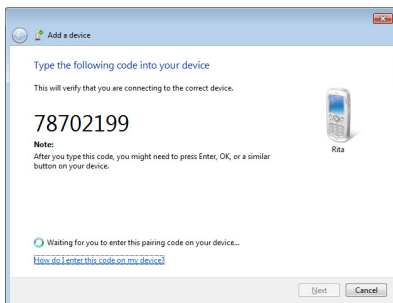 Add a device
Type the following code into your device
This will verify that you are connecting to the correct device.
78702199
Note:
After you type this code, you might need to press Enter, OK, or a similar
button on your device.
Rita
Waiting for you to enter this pairing code on your device...
How do I enter this code on my device?
Next
Cancel